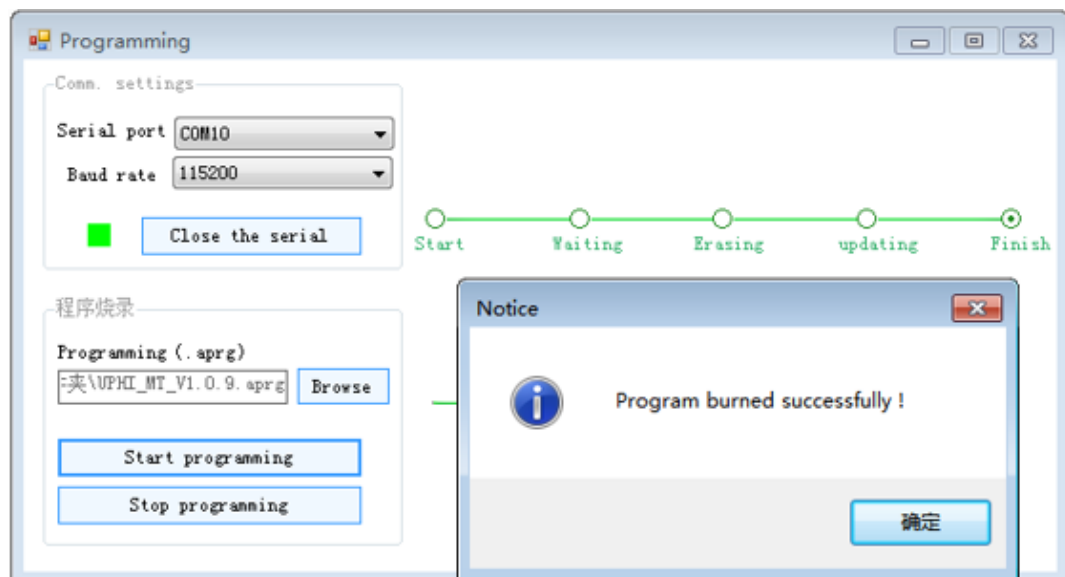 Programming
Comm. settings
Serial port COM10
Baud rate 115200
Close the serial
Start Waiting Erasing updating Finish
程序烧录
Programming (.aprg)
夹\UPHI_MT_V1.0.9.aprg Browse
Start programming
Stop programming
Notice
Program burned successfully !
确定